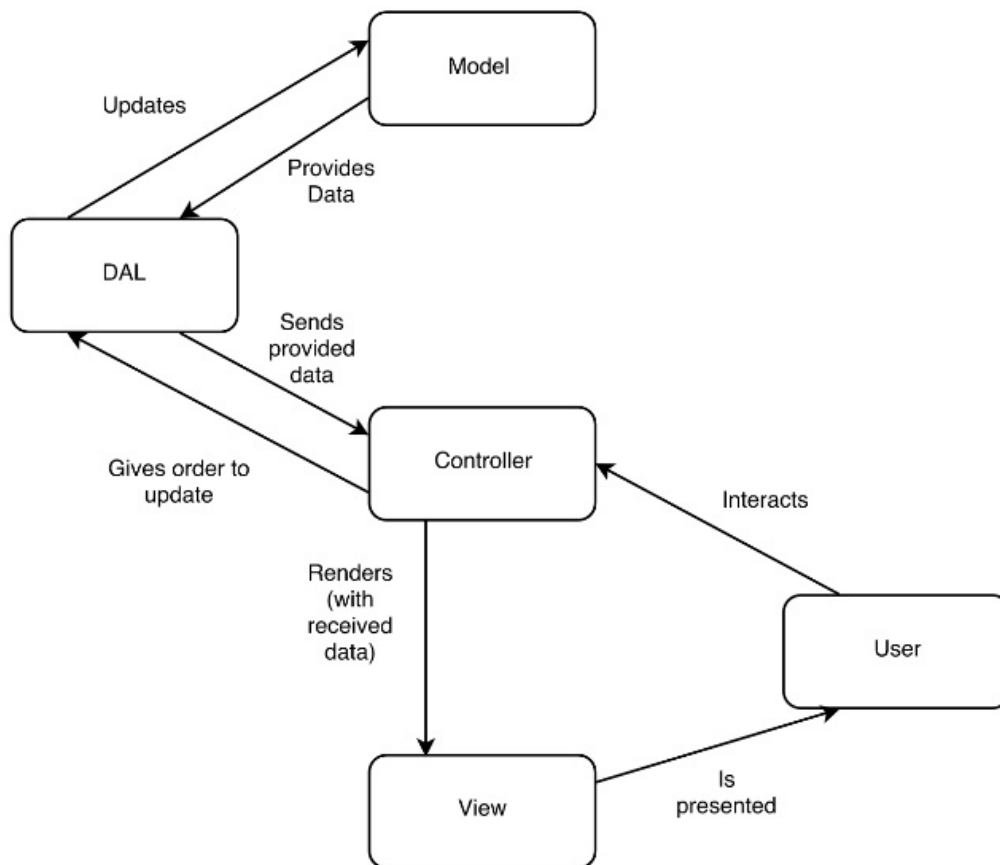 Model
Updates
Provides
Data
DAL
Sends
provided
data
Controller
Gives order to
update
Interacts
Renders
(with
received
data)
User
View
Is
presented